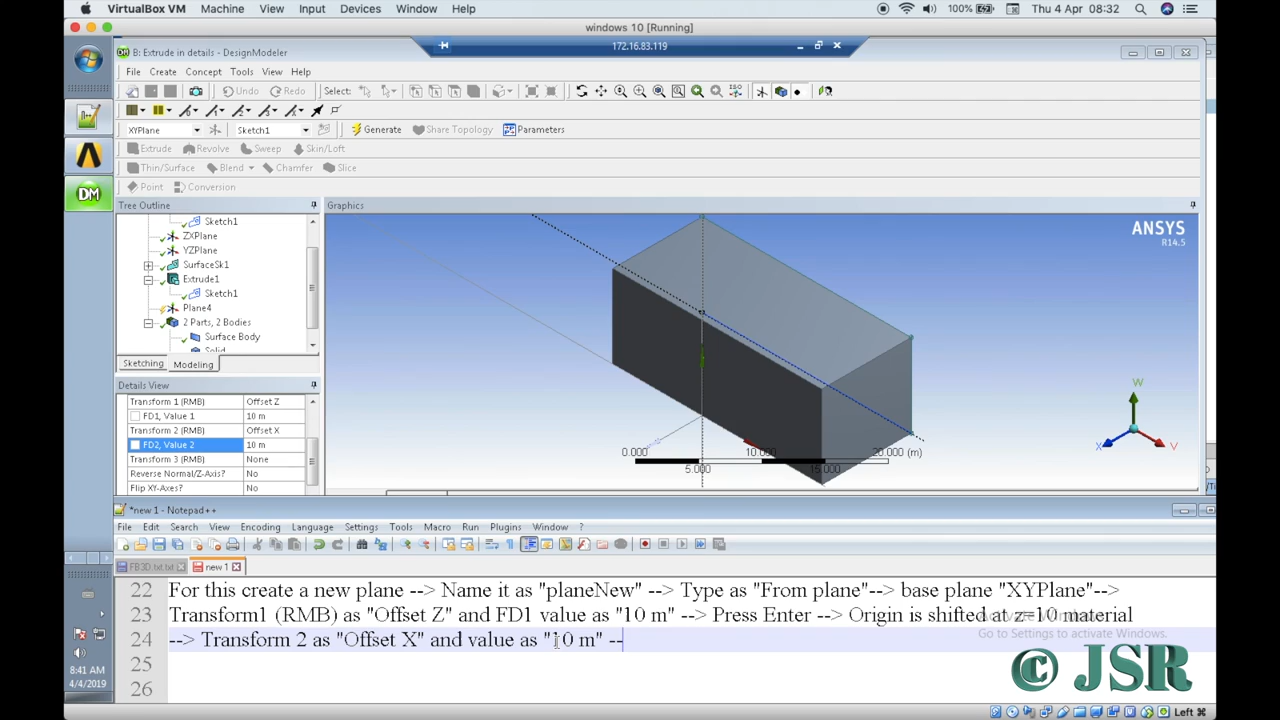 VirtualBox VM Machine View Input Devices Window Help 100% Thu 4 Apr 08:32
windows 10 [Running]
B: Extrude in details - DesignModeler
172.16.83.119
File Create Concept Tools View Help
Undo Redo Select:
XYPlane Sketch1 Generate Share Topology Parameters
Extrude Revolve Sweep Skin/Loft
Thin/Surface Blend Chamfer Slice
Point Conversion
Tree Outline
Graphics
Sketch1
ZXPlane
YZPlane
SurfaceSk1
Extrude1
Sketch1
Plane4
2 Parts, 2 Bodies
Surface Body
Solid
Sketching Modeling
Details View
Transform 1 (RMB) Offset Z
FD1, Value 1 10 m
Transform 2 (RMB) Offset X
FD2, Value 2 10 m
Transform 3 (RMB) None
Reverse Normal/Z-Axis? No
Flip XY-Axes? No
ANSYS
R14.5
W
X
V
0.000 10.000 20.000 (m)
5.000 15.000
*new 1 - Notepad++
File Edit Search View Encoding Language Settings Tools Macro Run Plugins Window ?
FB3D.txt.txt new 1
22 For this create a new plane --> Name it as "planeNew" --> Type as "From plane"--> base plane "XYPlane"-->
23 Transform1 (RMB) as "Offset Z" and FD1 value as "10 m" --> Press Enter --> Origin is shifted at z=10 material
24 --> Transform 2 as "Offset X" and value as "10 m" --
25
26
Activate Windows
Go to Settings to activate Windows.
8:41 AM
4/4/2019
© JSR
Left ⌘